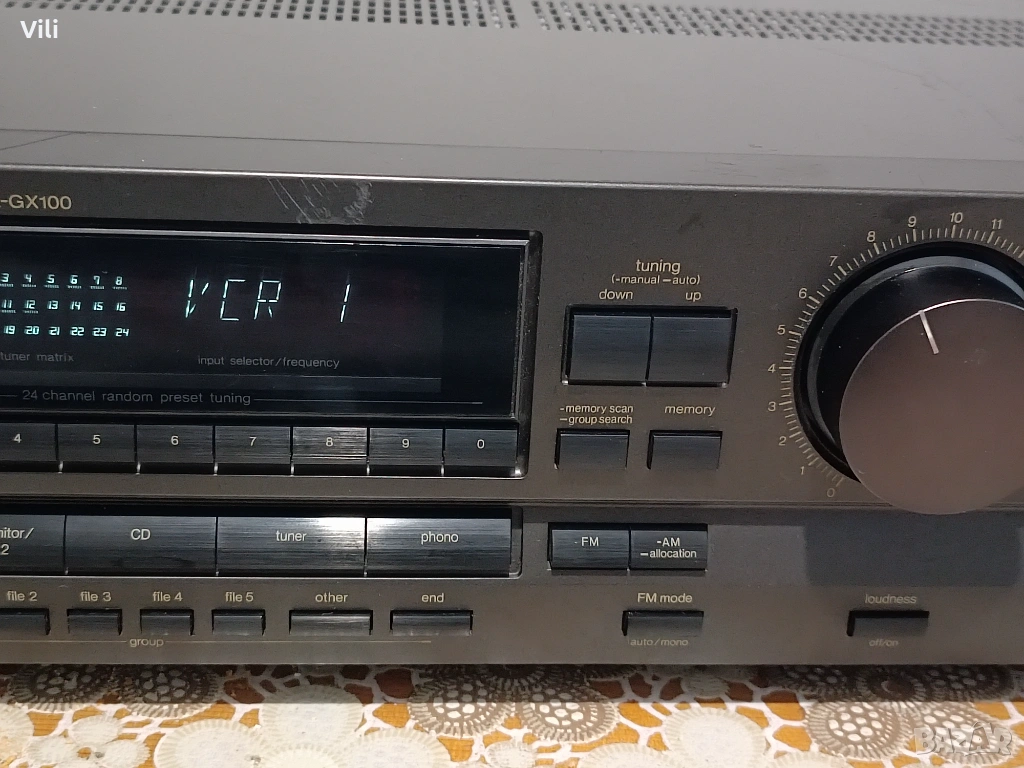 Vili
-GX100
3 4 5 6 7 8
11 12 13 14 15 16
19 20 21 22 23 24
VCR 1
tuner matrix
input selector/frequency
24 channel random preset tuning
4 5 6 7 8 9 0
tuning
(-manual —auto)
down up
-memory scan
—group search
memory
0 1 2 3 4 5 6 7 8 9 10 11
CD
tuner
phono
-FM
-AM
—allocation
file 2 file 3 file 4 file 5 other end
group
FM mode
auto/mono
loudness
off/on
BAZAR